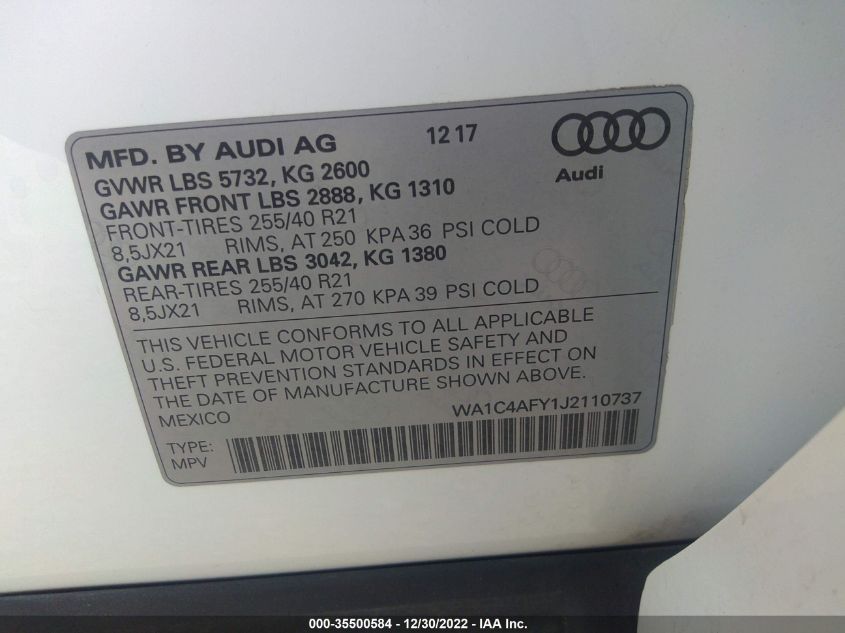 MFD. BY AUDI AG 12 17
Audi
GVWR LBS 5732, KG 2600
GAWR FRONT LBS 2888, KG 1310
FRONT-TIRES 255/40 R21
8,5JX21 RIMS, AT 250 KPA 36 PSI COLD
GAWR REAR LBS 3042, KG 1380
REAR-TIRES 255/40 R21
8,5JX21 RIMS, AT 270 KPA 39 PSI COLD
THIS VEHICLE CONFORMS TO ALL APPLICABLE
U.S. FEDERAL MOTOR VEHICLE SAFETY AND
THEFT PREVENTION STANDARDS IN EFFECT ON
THE DATE OF MANUFACTURE SHOWN ABOVE.
MEXICO WA1C4AFY1J2110737
TYPE:
MPV
000-35500584 / 12/30/2022 - IAA Inc.